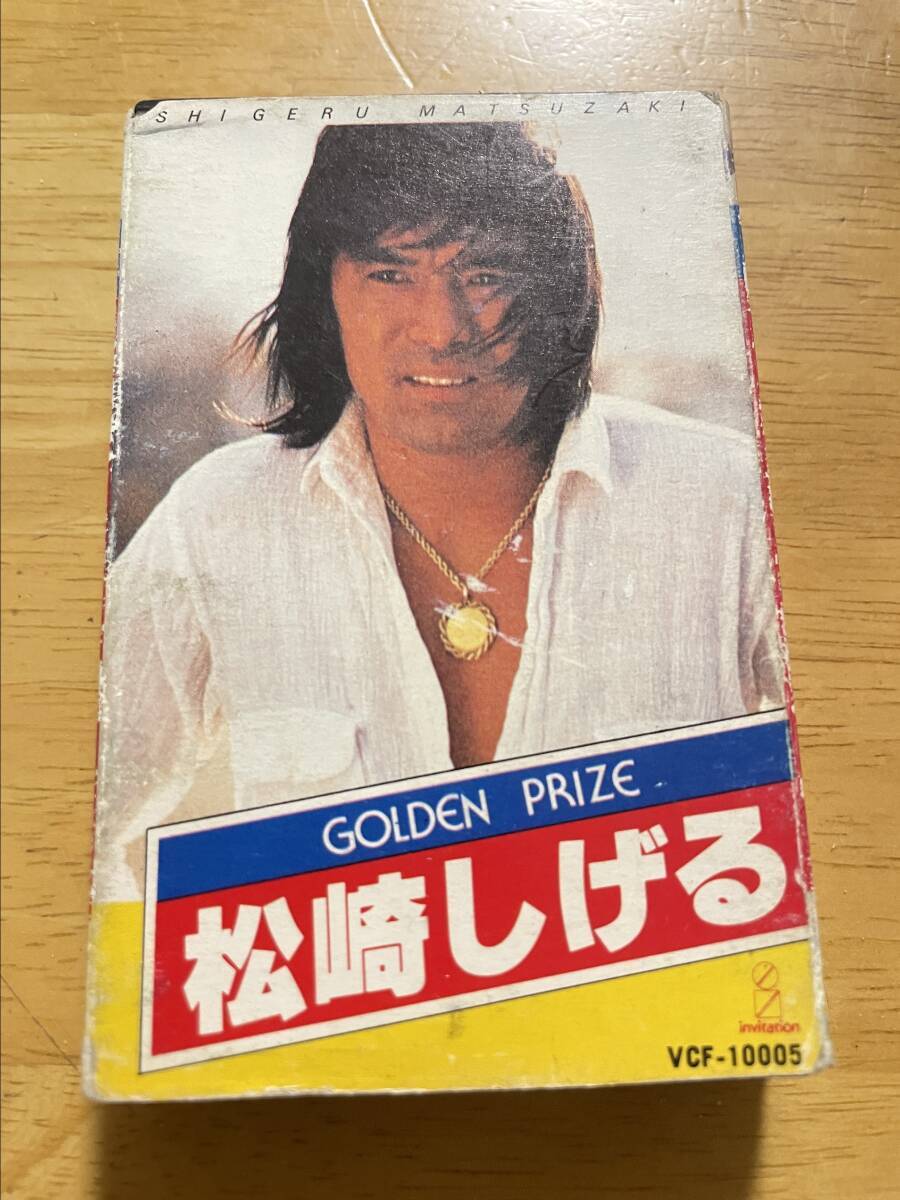 SHIGERU MATSUZAKI
GOLDEN PRIZE
松崎しげる
invitation
VCF-10005